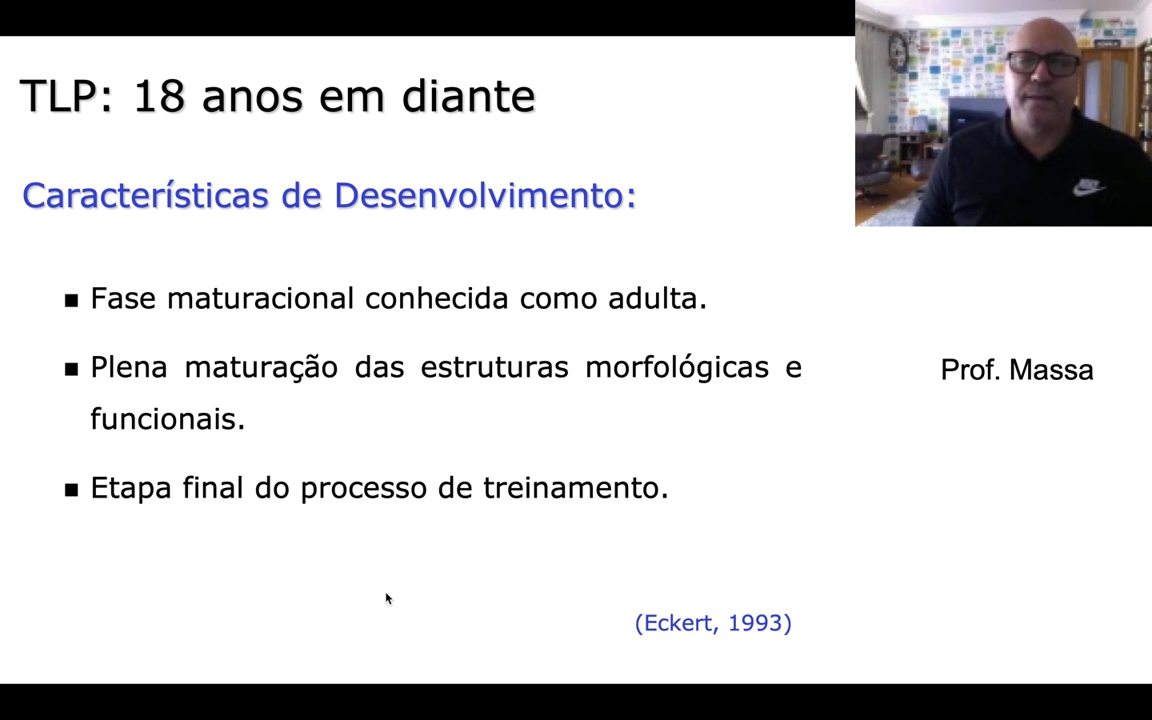 TLP: 18 anos em diante
Características de Desenvolvimento:
Fase maturacional conhecida como adulta.
Plena maturação das estruturas morfológicas e
funcionais.
Etapa final do processo de treinamento.
Prof. Massa
(Eckert, 1993)